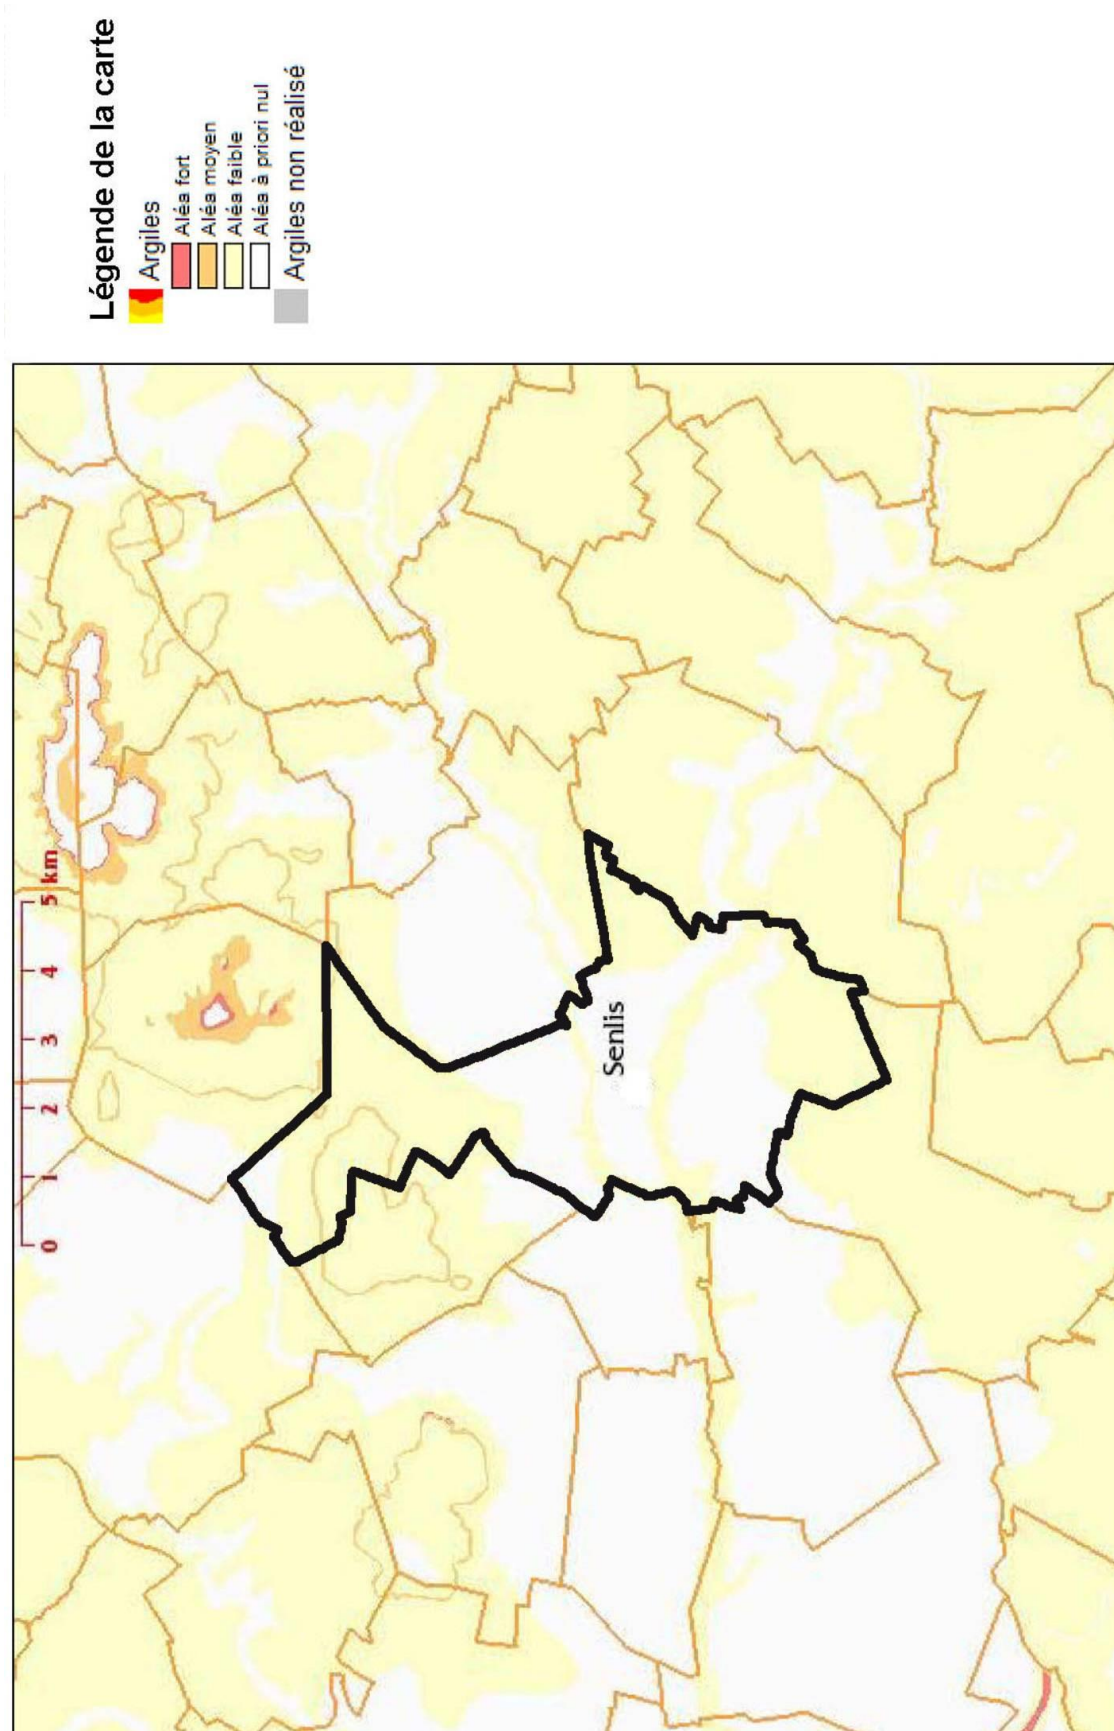 Légende de la carte
Argiles
Aléa fort
Aléa moyen
Aléa faible
Aléa à priori nul
Argiles non réalisé
0 1 2 3 4 5 km
Senlis